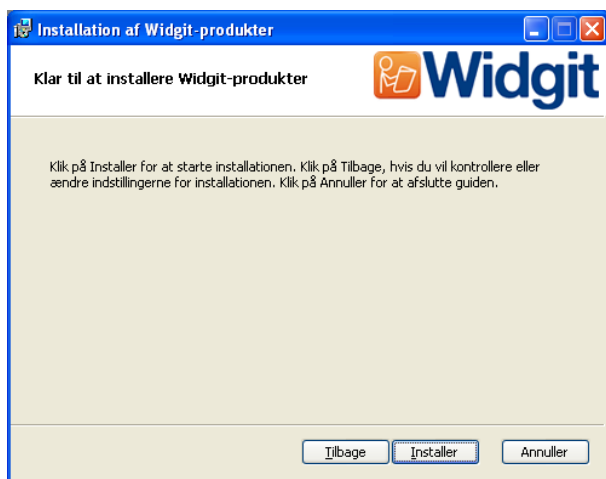 Installation af Widgit-produkter
Klar til at installere Widgit-produkter
Widgit
Klik på Installer for at starte installationen. Klik på Tilbage, hvis du vil kontrollere eller
ændre indstillingerne for installationen. Klik på Annuller for at afslutte guiden.
Tilbage
Installer
Annuller